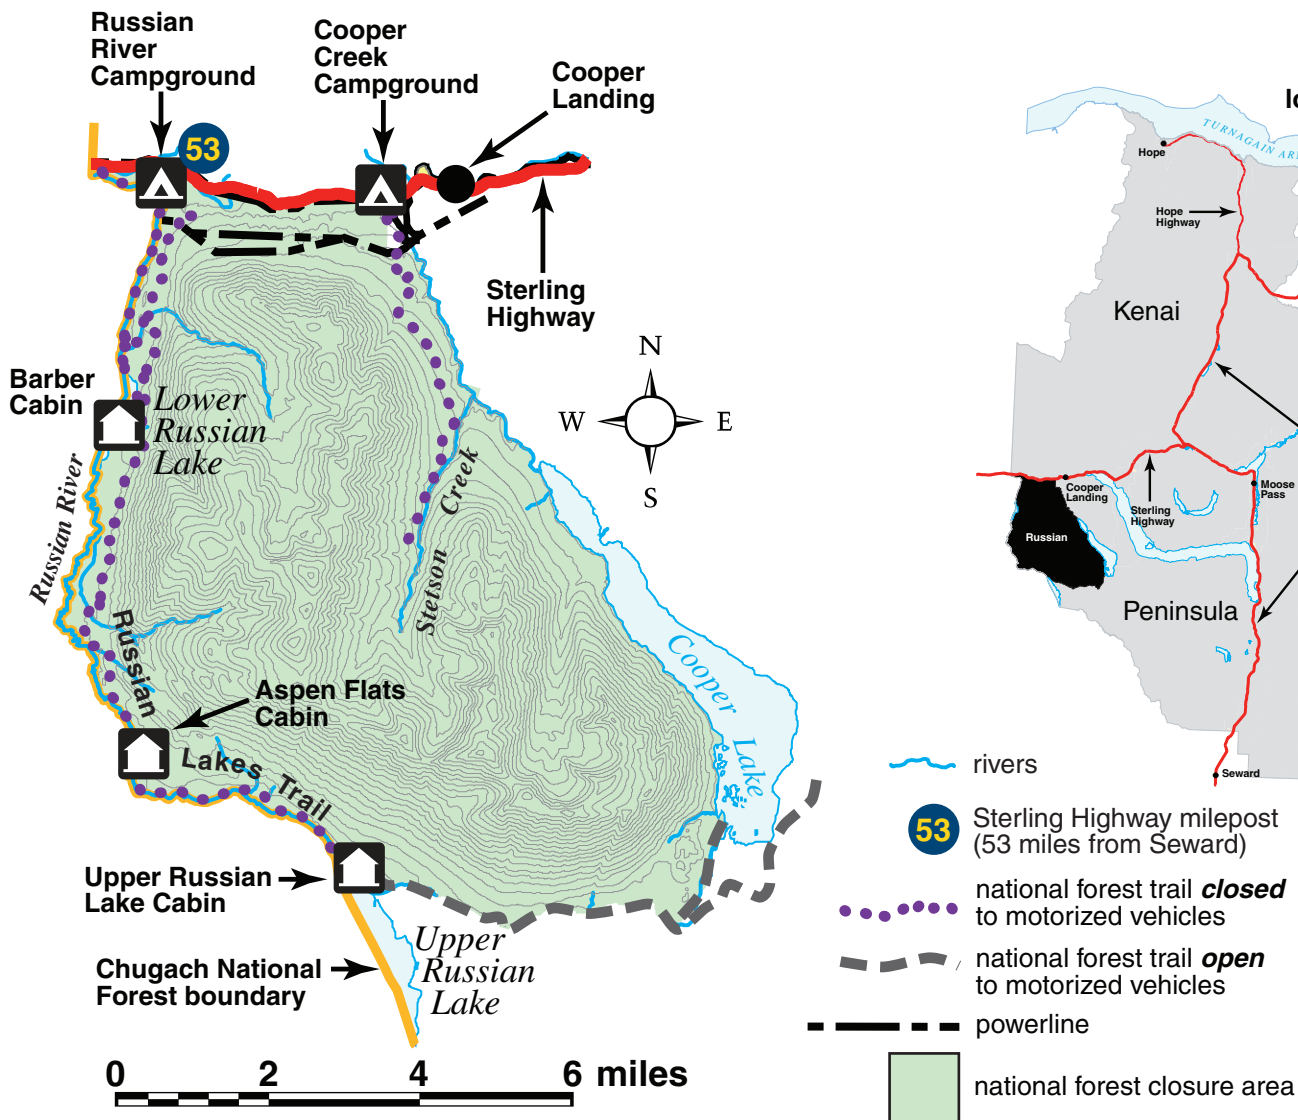 Russian
River
Campground
Cooper
Creek
Campground
Cooper
Landing
53
Sterling
Highway
Barber
Cabin
Lower
Russian
Lake
Russian River
Stetson Creek
N
W
E
S
Cooper Lake
Russian
Lakes Trail
Aspen Flats
Cabin
Upper Russian
Lake Cabin
Chugach National
Forest boundary
Upper
Russian
Lake
0 2 4 6 miles
TURNAGAIN AR
Hope
Hope
Highway
Kenai
Cooper
Landing
Sterling
Highway
Moose
Pass
Russian
Peninsula
Seward
rivers
53
Sterling Highway milepost
(53 miles from Seward)
national forest trail closed
to motorized vehicles
national forest trail open
to motorized vehicles
powerline
national forest closure area